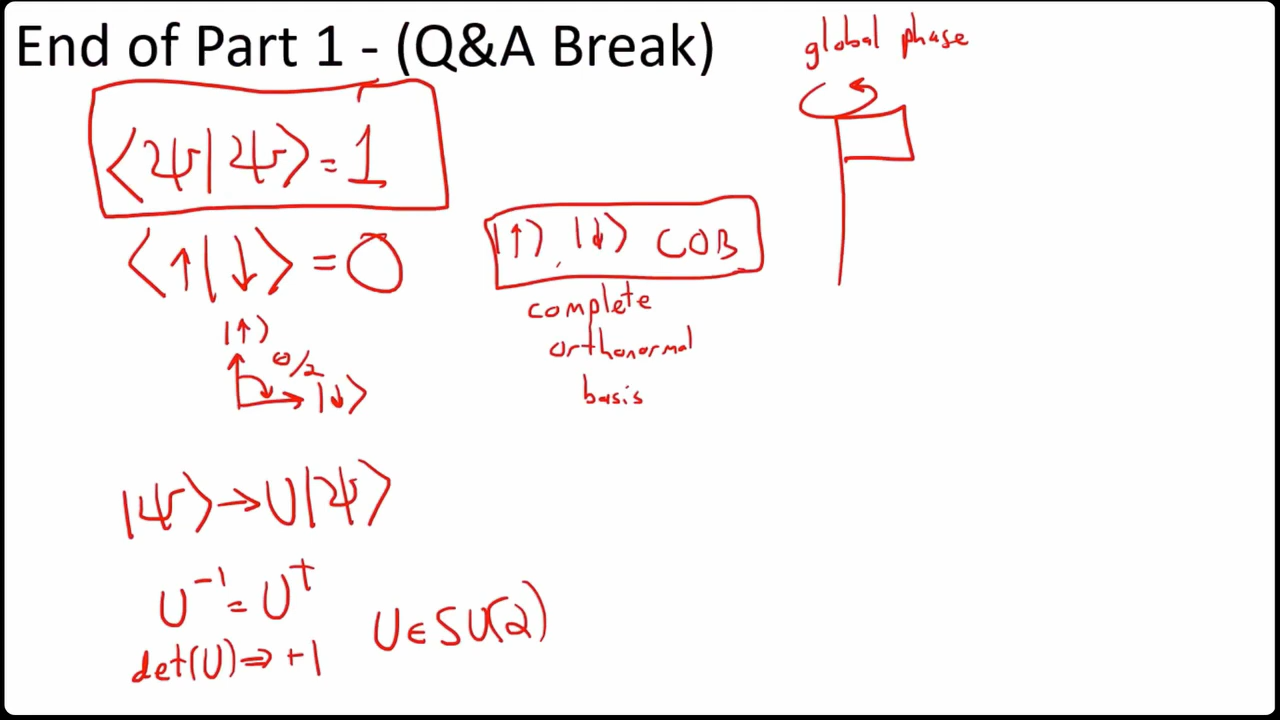 End of Part 1 - (Q&A Break)
global phase
⟨ψ|ψ⟩ = 1
⟨↑|↓⟩ = 0
|↑⟩, |↓⟩ COB
complete
orthonormal
basis
|↑⟩
θ/2
|↓⟩
|ψ⟩ → U|ψ⟩
U⁻¹ = U†
det(U) ⇒ +1
U ∈ SU(2)